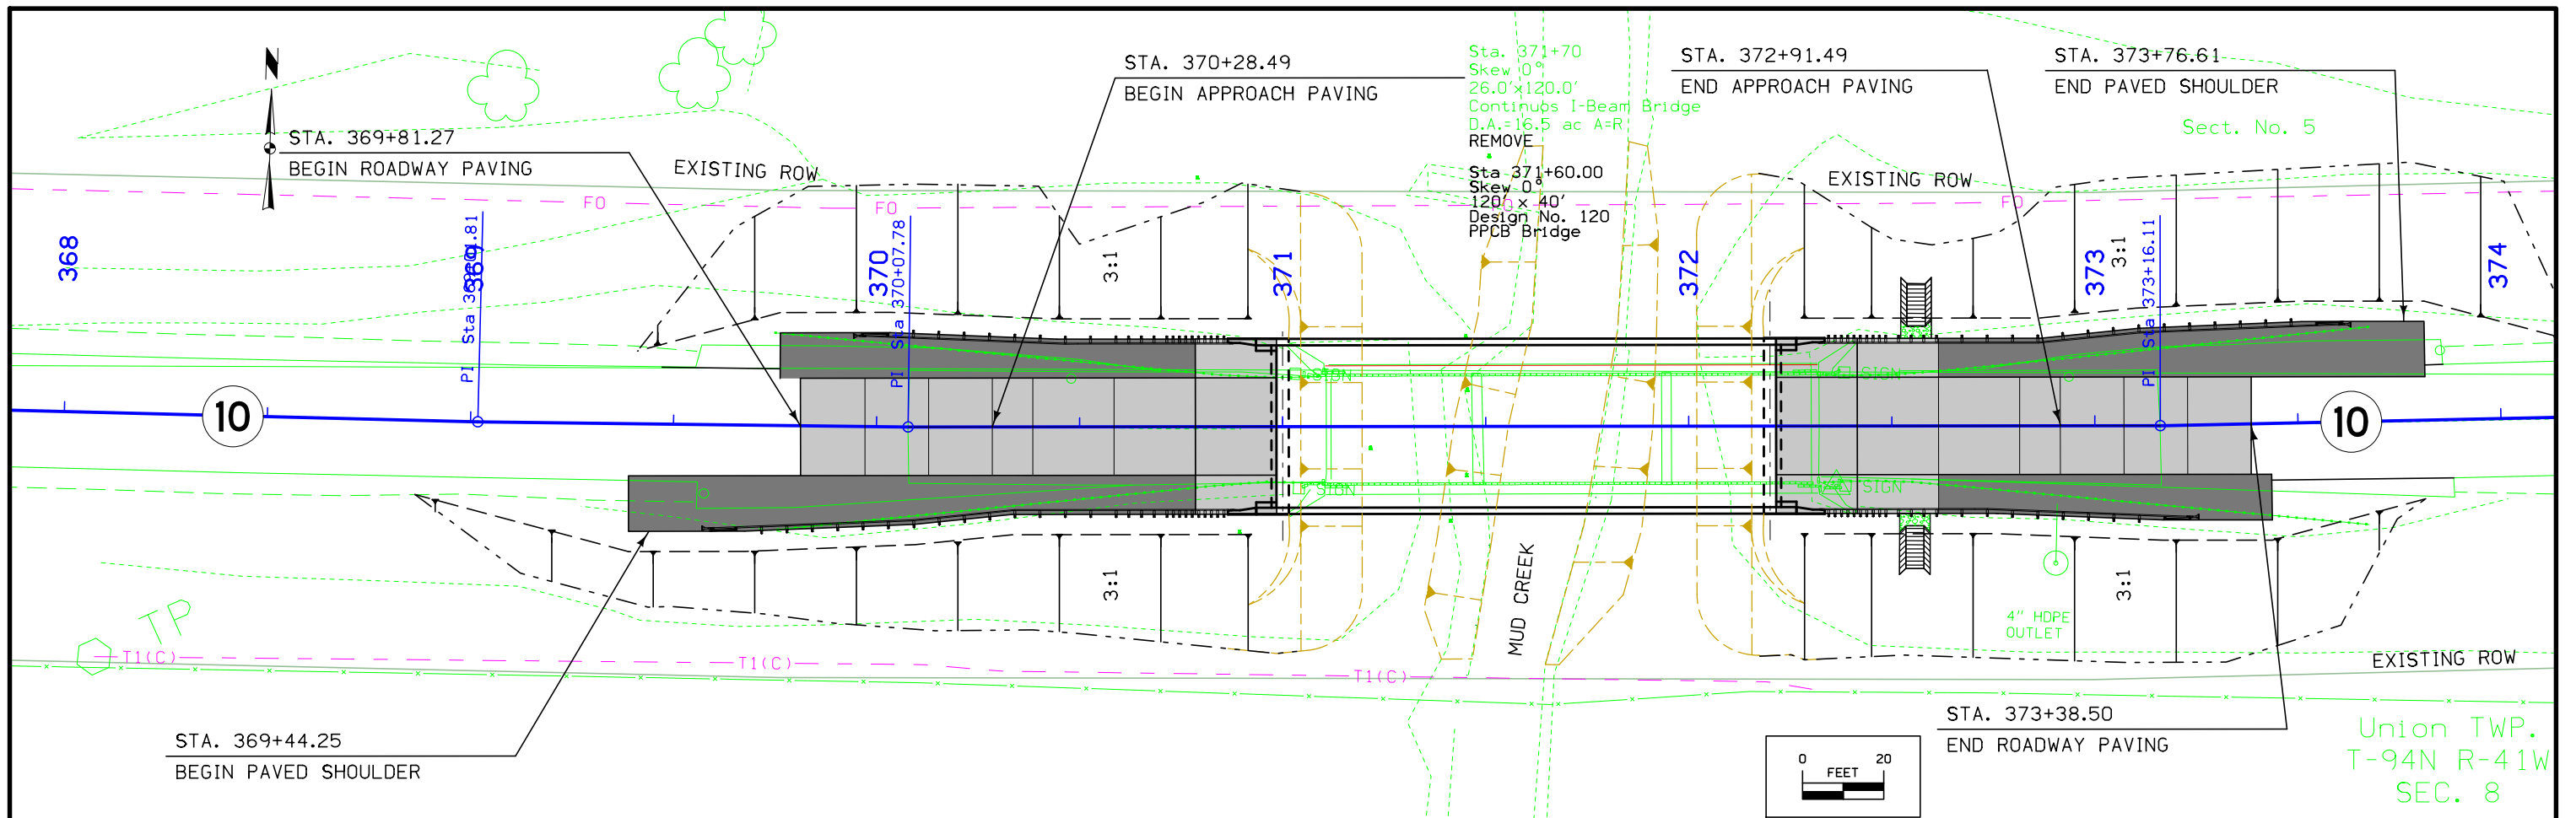 STA. 370+28.49
BEGIN APPROACH PAVING
Sta. 371+70
Skew 0°
26.0'x120.0'
Continuos I-Beam Bridge
D.A.=16.5 ac A=R
REMOVE
Sta 371+60.00
Skew 0°
120' x 40'
Design No. 120
PPCB Bridge
STA. 372+91.49
END APPROACH PAVING
STA. 373+76.61
END PAVED SHOULDER
Sect. No. 5
N
STA. 369+81.27
BEGIN ROADWAY PAVING
EXISTING ROW
EXISTING ROW
FO
FO
FO
FO
368
369
370
371
372
373
374
PI Sta
PI Sta 370+07.78
PI Sta 373+16.11
3:1
3:1
10
10
SIGN
SIGN
SIGN
SIGN
3:1
3:1
MUD CREEK
4" HDPE
OUTLET
TP
T1(C)
T1(C)
T1(C)
EXISTING ROW
STA. 369+44.25
BEGIN PAVED SHOULDER
STA. 373+38.50
END ROADWAY PAVING
0 20
FEET
Union TWP.
T-94N R-41W
SEC. 8